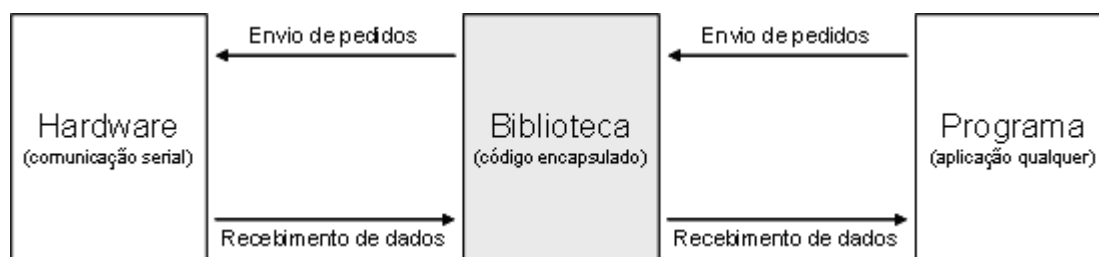 Envio de pedidos
Envio de pedidos
Hardware
(comunicação serial)
Biblioteca
(código encapsulado)
Programa
(aplicação qualquer)
Recebimento de dados
Recebimento de dados